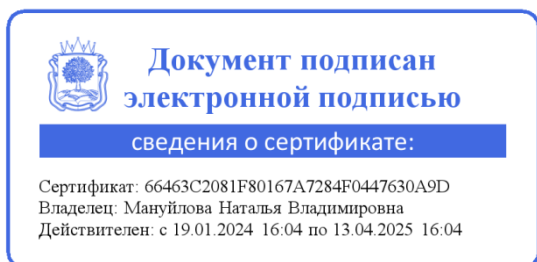 Документ подписан
электронной подписью
сведения о сертификате:
Сертификат: 66463C2081F80167A7284F0447630A9D
Владелец: Мануйлова Наталья Владимировна
Действителен: с 19.01.2024 16:04 по 13.04.2025 16:04